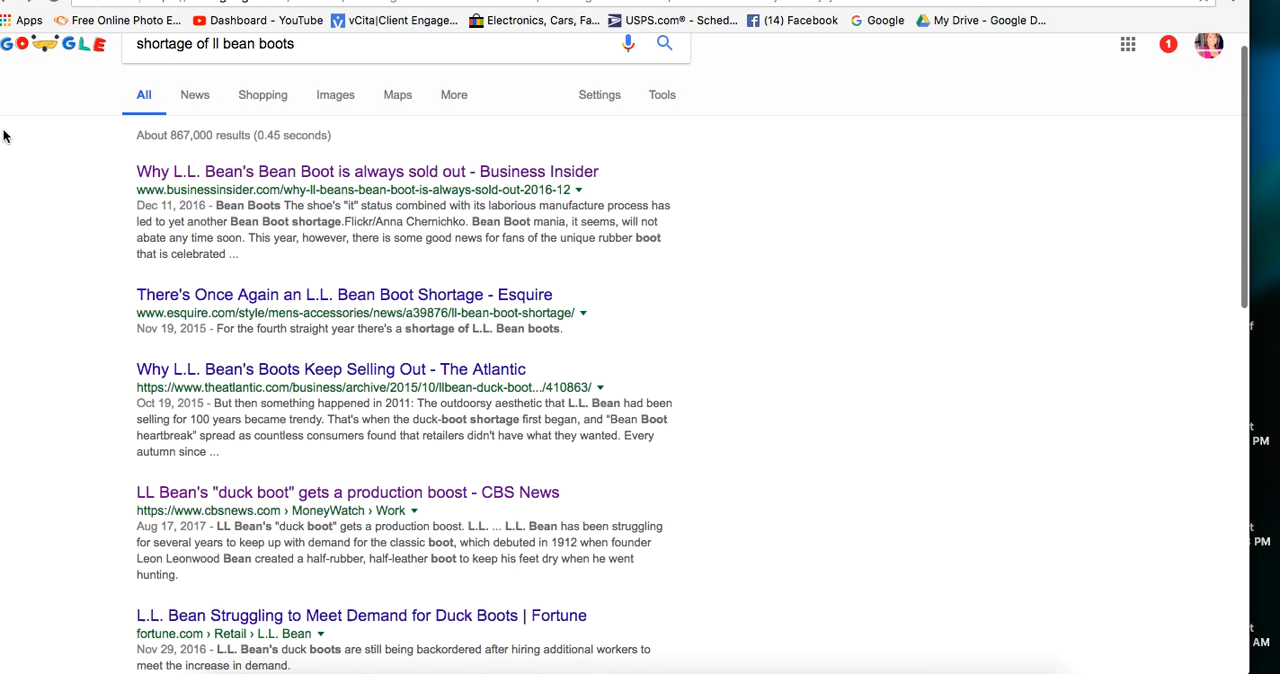 Apps Free Online Photo E... Dashboard - YouTube vCita|Client Engage... Electronics, Cars, Fa... USPS.com® - Sched... (14) Facebook Google My Drive - Google D...
shortage of ll bean boots
1
All News Shopping Images Maps More Settings Tools
About 867,000 results (0.45 seconds)
Why L.L. Bean's Bean Boot is always sold out - Business Insider
www.businessinsider.com/why-ll-beans-bean-boot-is-always-sold-out-2016-12
Dec 11, 2016 - Bean Boots The shoe's "it" status combined with its laborious manufacture process has
led to yet another Bean Boot shortage.Flickr/Anna Chernichko. Bean Boot mania, it seems, will not
abate any time soon. This year, however, there is some good news for fans of the unique rubber boot
that is celebrated ...
There's Once Again an L.L. Bean Boot Shortage - Esquire
www.esquire.com/style/mens-accessories/news/a39876/ll-bean-boot-shortage/
Nov 19, 2015 - For the fourth straight year there's a shortage of L.L. Bean boots.
Why L.L. Bean's Boots Keep Selling Out - The Atlantic
https://www.theatlantic.com/business/archive/2015/10/llbean-duck-boot.../410863/
Oct 19, 2015 - But then something happened in 2011: The outdoorsy aesthetic that L.L. Bean had been
selling for 100 years became trendy. That's when the duck-boot shortage first began, and "Bean Boot
heartbreak" spread as countless consumers found that retailers didn't have what they wanted. Every
autumn since ...
LL Bean's "duck boot" gets a production boost - CBS News
https://www.cbsnews.com › MoneyWatch › Work
Aug 17, 2017 - LL Bean's "duck boot" gets a production boost. L.L. ... L.L. Bean has been struggling
for several years to keep up with demand for the classic boot, which debuted in 1912 when founder
Leon Leonwood Bean created a half-rubber, half-leather boot to keep his feet dry when he went
hunting.
L.L. Bean Struggling to Meet Demand for Duck Boots | Fortune
fortune.com › Retail › L.L. Bean
Nov 29, 2016 - L.L. Bean's duck boots are still being backordered after hiring additional workers to
meet the increase in demand.
PM
PM
AM